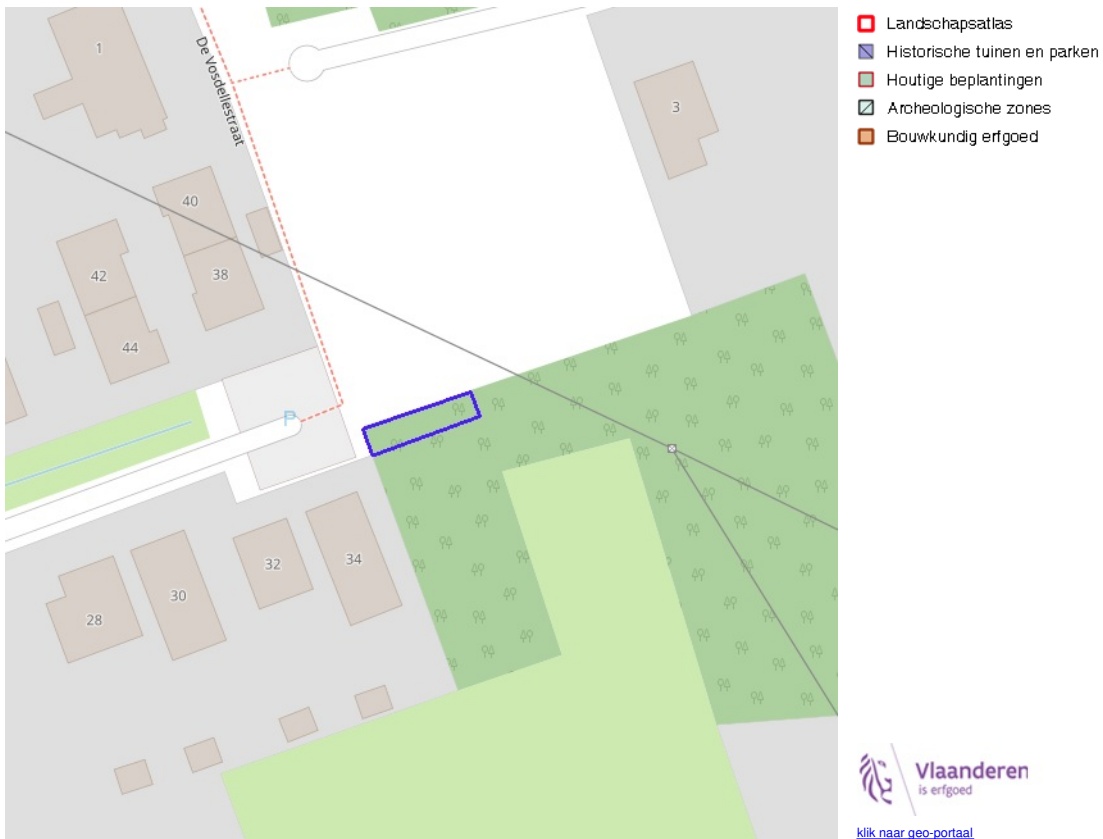 1
De Vosdellestraat
3
40
42
38
44
P
34
32
30
28
Landschapsatlas
Historische tuinen en parken
Houtige beplantingen
Archeologische zones
Bouwkundig erfgoed
Vlaanderen
is erfgoed
klik naar geo-portaal